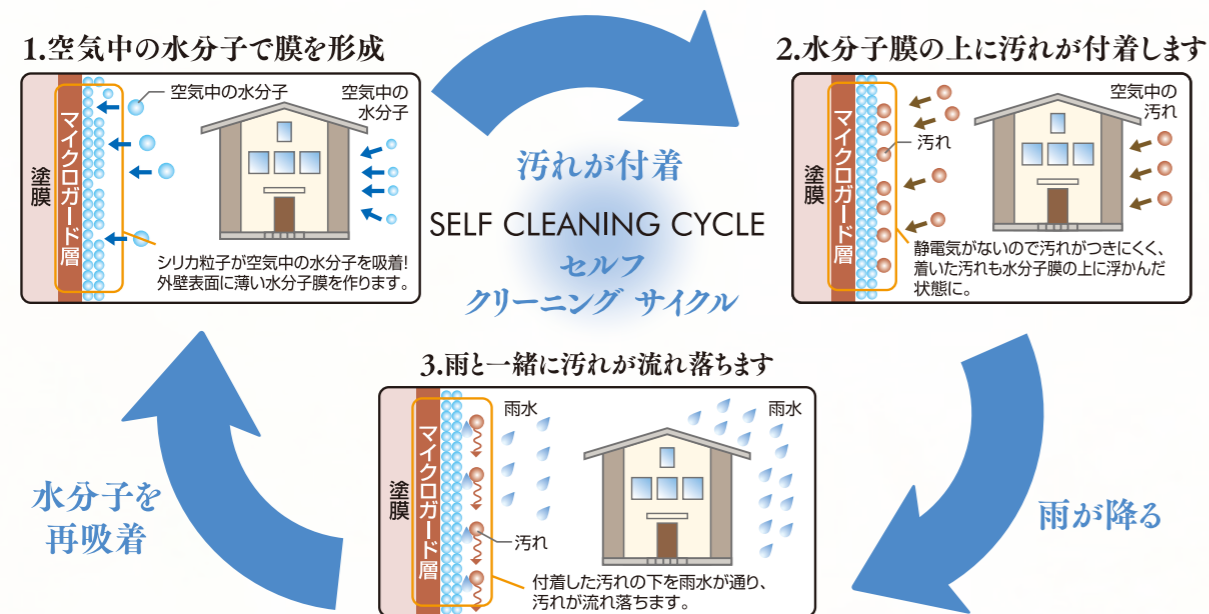 1.空気中の水分子で膜を形成
空気中の水分子
空気中の
水分子
塗膜
マイクロガード層
シリカ粒子が空気中の水分子を吸着!
外壁表面に薄い水分子膜を作ります。
汚れが付着
SELF CLEANING CYCLE
セルフ
クリーニング サイクル
2.水分子膜の上に汚れが付着します
空気中の
汚れ
汚れ
塗膜
マイクロガード層
静電気がないので汚れがつきにくく、
着いた汚れも水分子膜の上に浮かんだ
状態に。
雨が降る
3.雨と一緒に汚れが流れ落ちます
雨水
雨水
塗膜
マイクロガード層
汚れ
付着した汚れの下を雨水が通り、
汚れが流れ落ちます。
水分子を
再吸着